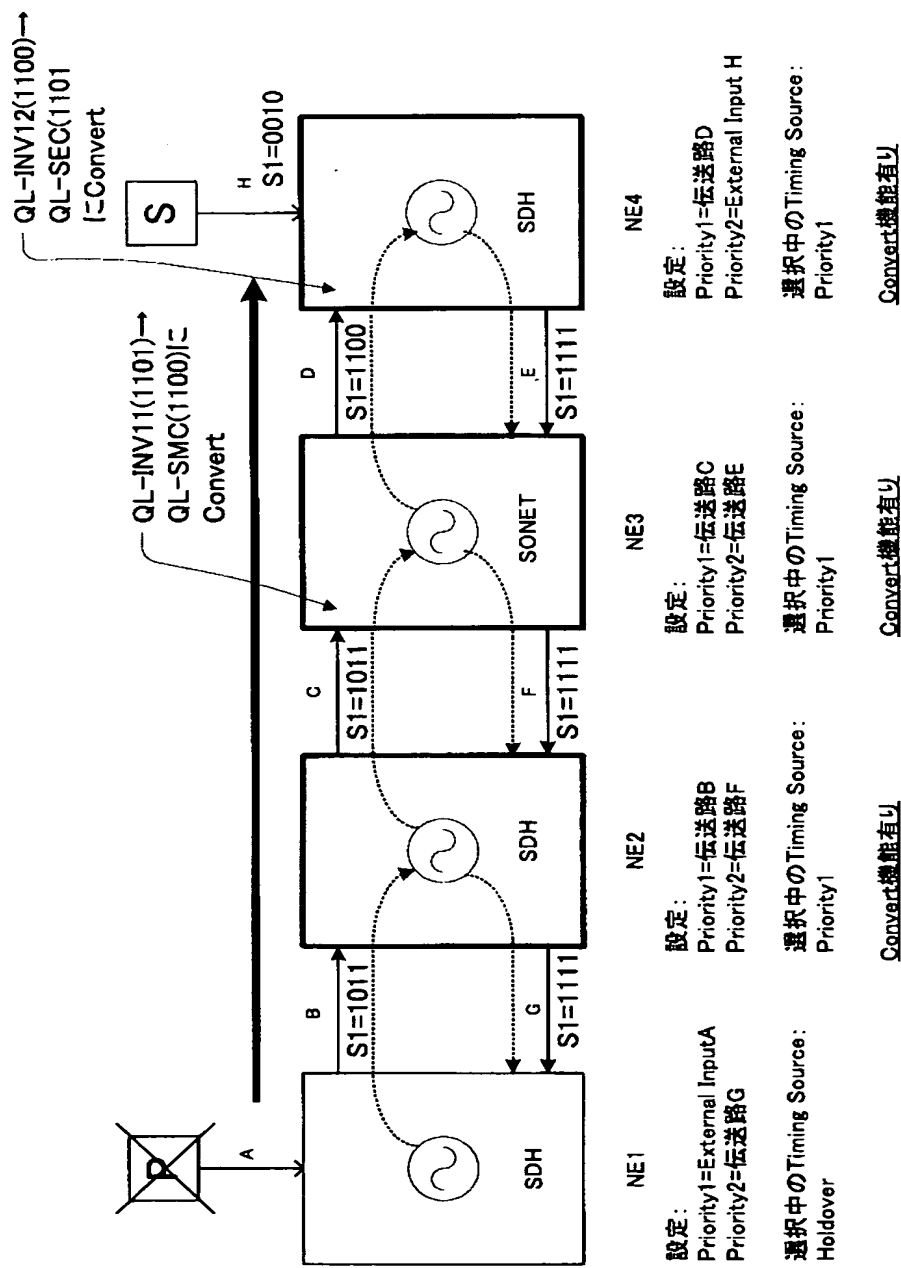 QL-INV12(1100)→
QL-SEC(1101
にConvert
QL-INV11(1101)→
QL-SMC(1100)に
Convert
P
A
S
H
S1=0010
B
S1=1011
C
S1=1011
D
S1=1100
G
S1=1111
F
S1=1111
E
S1=1111
SDH
SDH
SONET
SDH
NE1
設定:
Priority1=External InputA
Priority2=伝送路G
選択中のTiming Source:
Holdover
NE2
設定:
Priority1=伝送路B
Priority2=伝送路F
選択中のTiming Source:
Priority1
Convert機能有り
NE3
設定:
Priority1=伝送路C
Priority2=伝送路E
選択中のTiming Source:
Priority1
Convert機能有り
NE4
設定:
Priority1=伝送路D
Priority2=External Input H
選択中のTiming Source:
Priority1
Convert機能有り